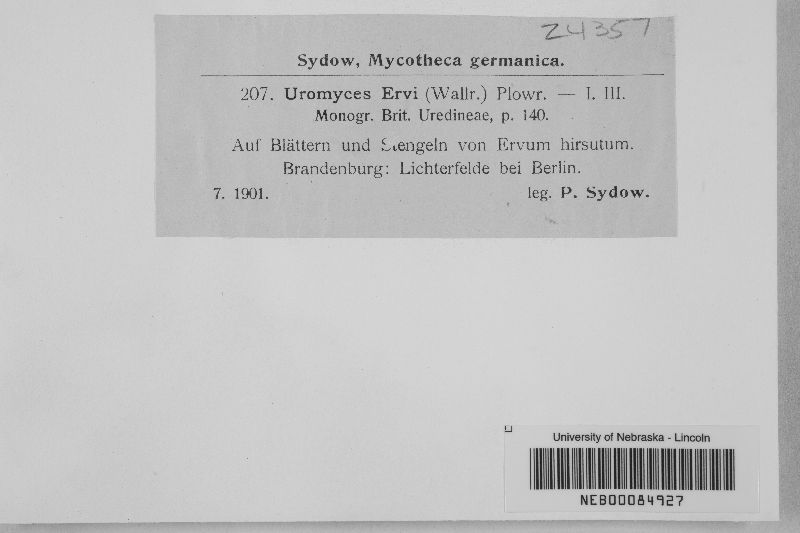 24357
Sydow, Mycotheca germanica.
207. Uromyces Ervi (Wallr.) Plowr. — I. III.
Monogr. Brit. Uredineae, p. 140.
Auf Blättern und Stengeln von Ervum hirsutum.
Brandenburg: Lichterfelde bei Berlin.
7. 1901. leg. P. Sydow.
University of Nebraska - Lincoln
NEB00084927